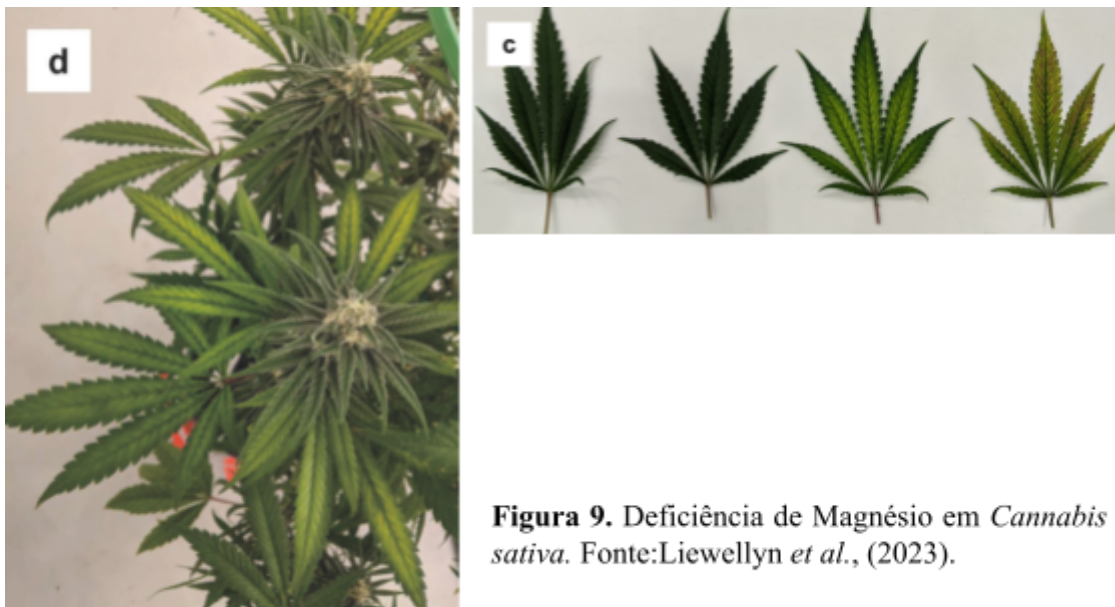 d
c
Figura 9. Deficiência de Magnésio em Cannabis
sativa. Fonte:Liewellyn et al., (2023).